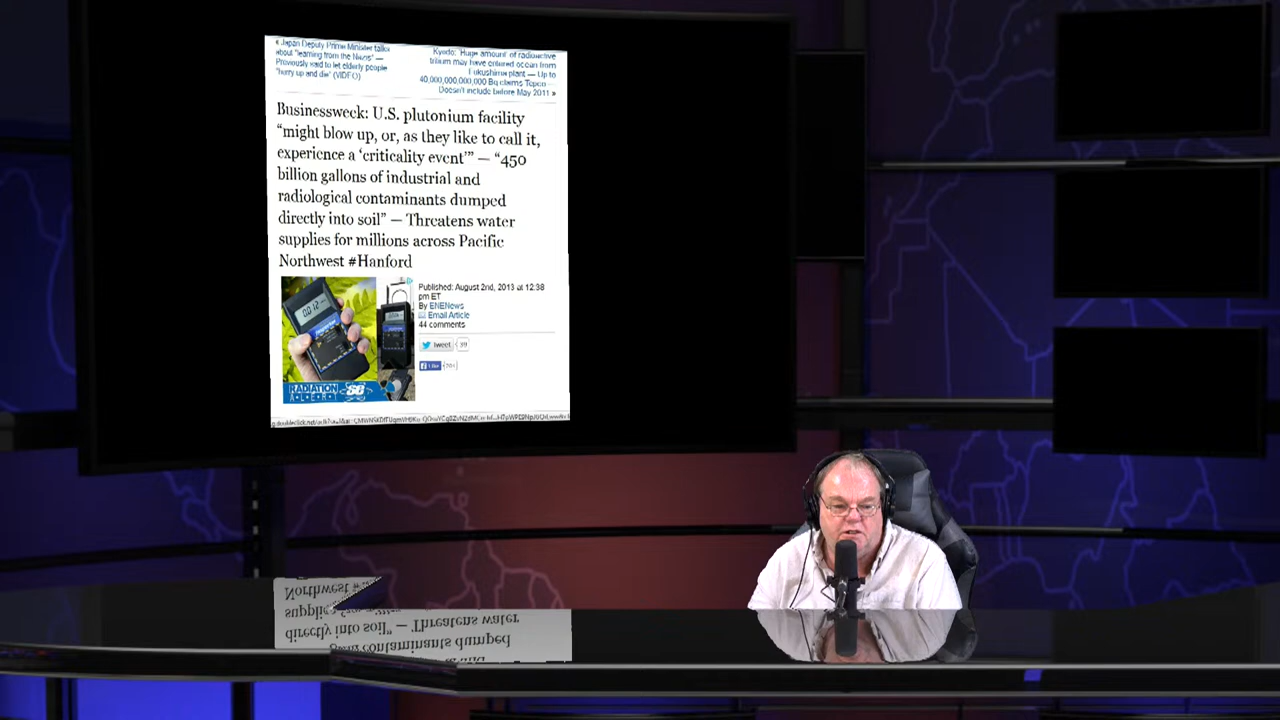 « Japan Deputy Prime Minister talks
about "learning from the Nazis" —
Previously said to let elderly people
"hurry up and die" (VIDEO)
Kyodo: 'Huge amount' of radioactive
tritium may have entered ocean from
Fukushima plant — Up to
40,000,000,000,000 Bq claims Tepco —
Doesn't include before May 2011 »
Businessweek: U.S. plutonium facility
“might blow up, or, as they like to call it,
experience a ‘criticality event’” — “450
billion gallons of industrial and
radiological contaminants dumped
directly into soil” — Threatens water
supplies for millions across Pacific
Northwest #Hanford
Published: August 2nd, 2013 at 12:38
pm ET
By ENENews
Email Article
44 comments
Tweet 39
Like
RADIATION
ALERT